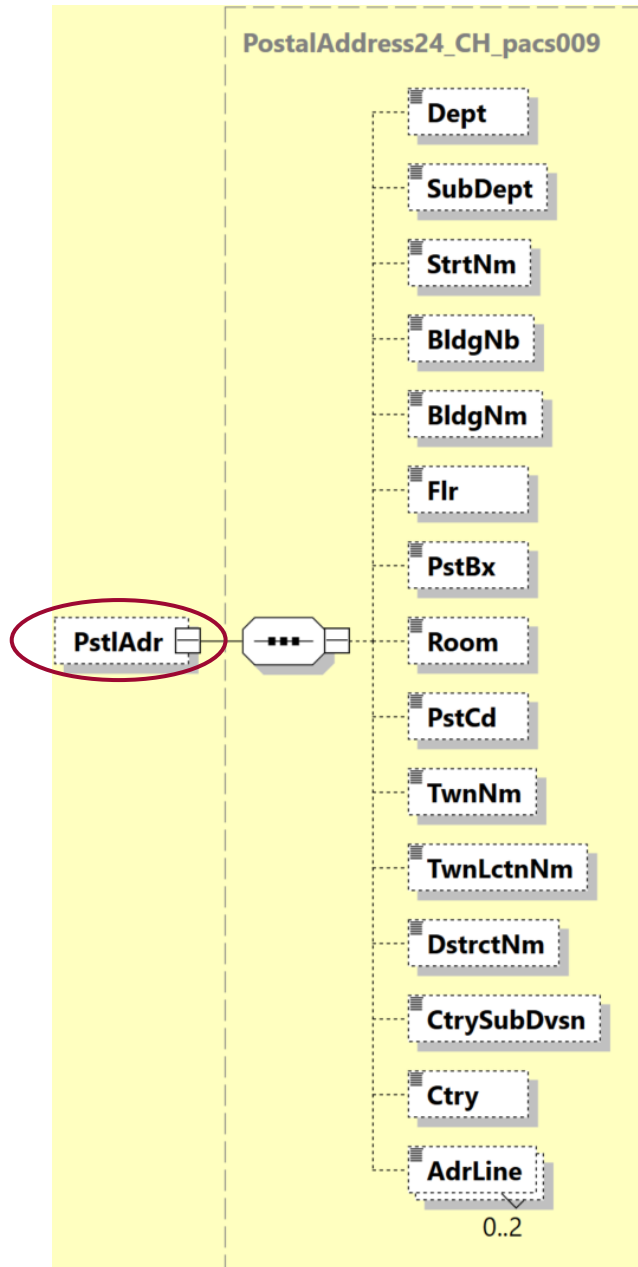 PostalAddress24_CH_pacs009
Dept
SubDept
StrtNm
BldgNb
BldgNm
Flr
PstBx
PstlAdr
Room
PstCd
TwnNm
TwnLctnNm
DstrctNm
CtrySubDvsn
Ctry
AdrLine
0..2